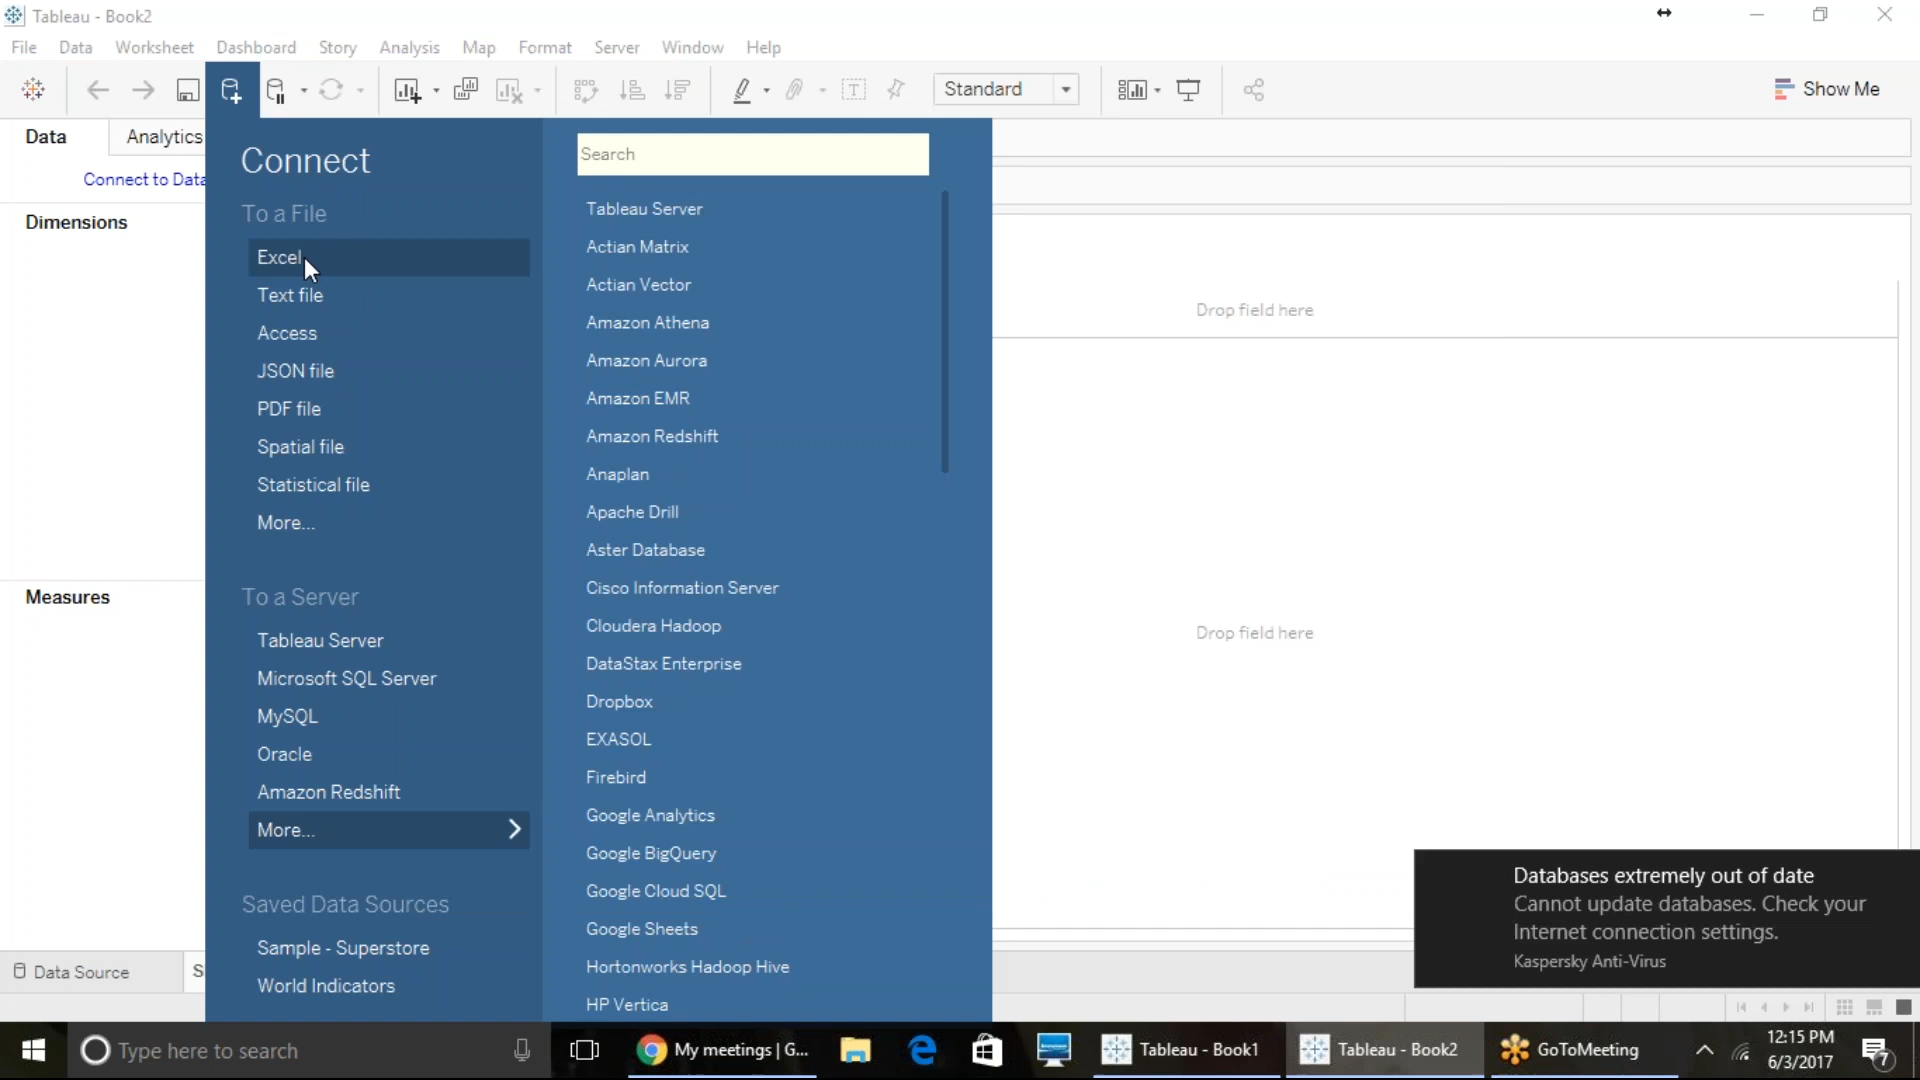 Tableau - Book2
File Data Worksheet Dashboard Story Analysis Map Format Server Window Help
Standard
Show Me
Data
Analytics
Connect to Data
Dimensions
Measures
Data Source
S
Connect
To a File
Excel
Text file
Access
JSON file
PDF file
Spatial file
Statistical file
More...
To a Server
Tableau Server
Microsoft SQL Server
MySQL
Oracle
Amazon Redshift
More...
Saved Data Sources
Sample - Superstore
World Indicators
Search
Tableau Server
Actian Matrix
Actian Vector
Amazon Athena
Amazon Aurora
Amazon EMR
Amazon Redshift
Anaplan
Apache Drill
Aster Database
Cisco Information Server
Cloudera Hadoop
DataStax Enterprise
Dropbox
EXASOL
Firebird
Google Analytics
Google BigQuery
Google Cloud SQL
Google Sheets
Hortonworks Hadoop Hive
HP Vertica
Drop field here
Drop field here
Databases extremely out of date
Cannot update databases. Check your
Internet connection settings.
Kaspersky Anti-Virus
Type here to search
My meetings | G...
Tableau - Book1
Tableau - Book2
GoToMeeting
12:15 PM
6/3/2017
7